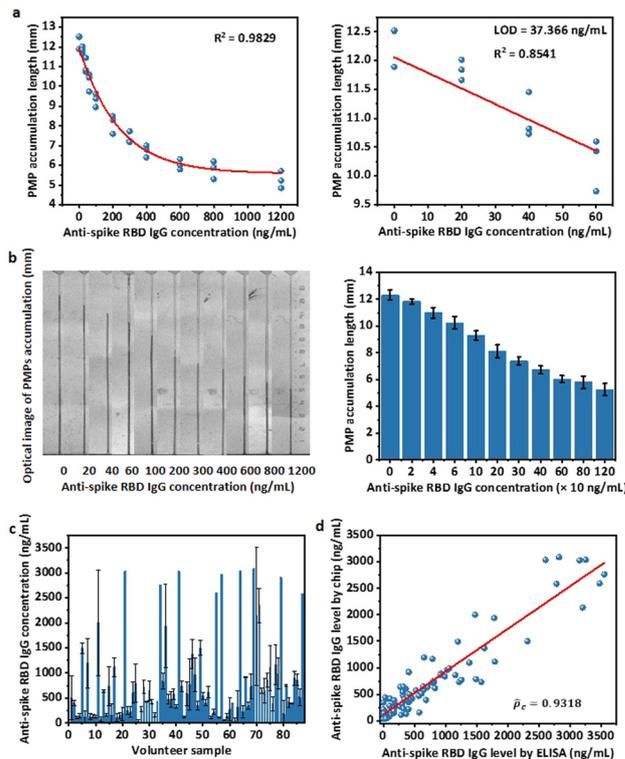 a
PMP accumulation length (mm)
13
12
11
10
9
8
7
6
5
4
R² = 0.9829
0 200 400 600 800 1000 1200
Anti-spike RBD IgG concentration (ng/mL)
PMP accumulation length (mm)
12.5
12.0
11.5
11.0
10.5
10.0
9.5
LOD = 37.366 ng/mL
R² = 0.8541
0 10 20 30 40 50 60
Anti-spike RBD IgG concentration (ng/mL)
b
Optical image of PMPs accumulation (mm)
0 20 40 60 100 200 300 400 600 800 1200
Anti-spike RBD IgG concentration (ng/mL)
PMP accumulation length (mm)
14
12
10
8
6
4
2
0
0 2 4 6 10 20 30 40 60 80 120
Anti-spike RBD IgG concentration (× 10 ng/mL)
c
Anti-spike RBD IgG concentration (ng/mL)
3500
3000
2500
2000
1500
1000
500
0
0 10 20 30 40 50 60 70 80
Volunteer sample
d
Anti-spike RBD IgG level by chip (ng/mL)
3500
3000
2500
2000
1500
1000
500
0
p̂c = 0.9318
0 500 1000 1500 2000 2500 3000 3500
Anti-spike RBD IgG level by ELISA (ng/mL)